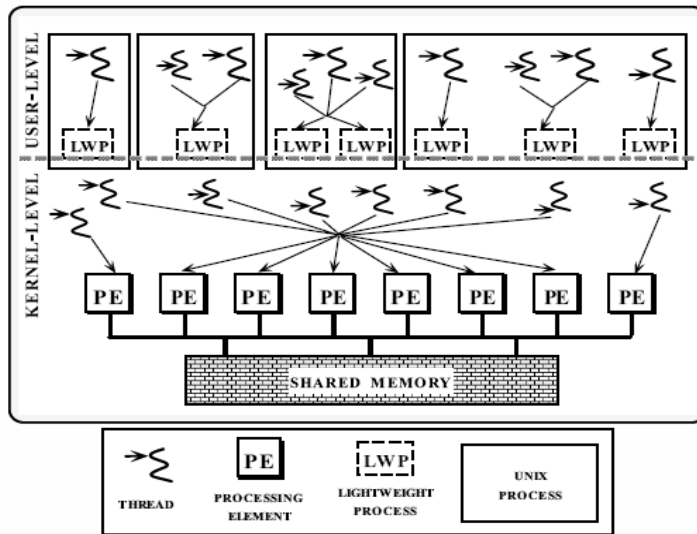 USER-LEVEL
LWP LWP LWP LWP LWP LWP LWP
KERNEL-LEVEL
PE PE PE PE PE PE PE PE
SHARED MEMORY
PE LWP UNIX
PROCESS
THREAD PROCESSING
ELEMENT LIGHTWEIGHT
PROCESS